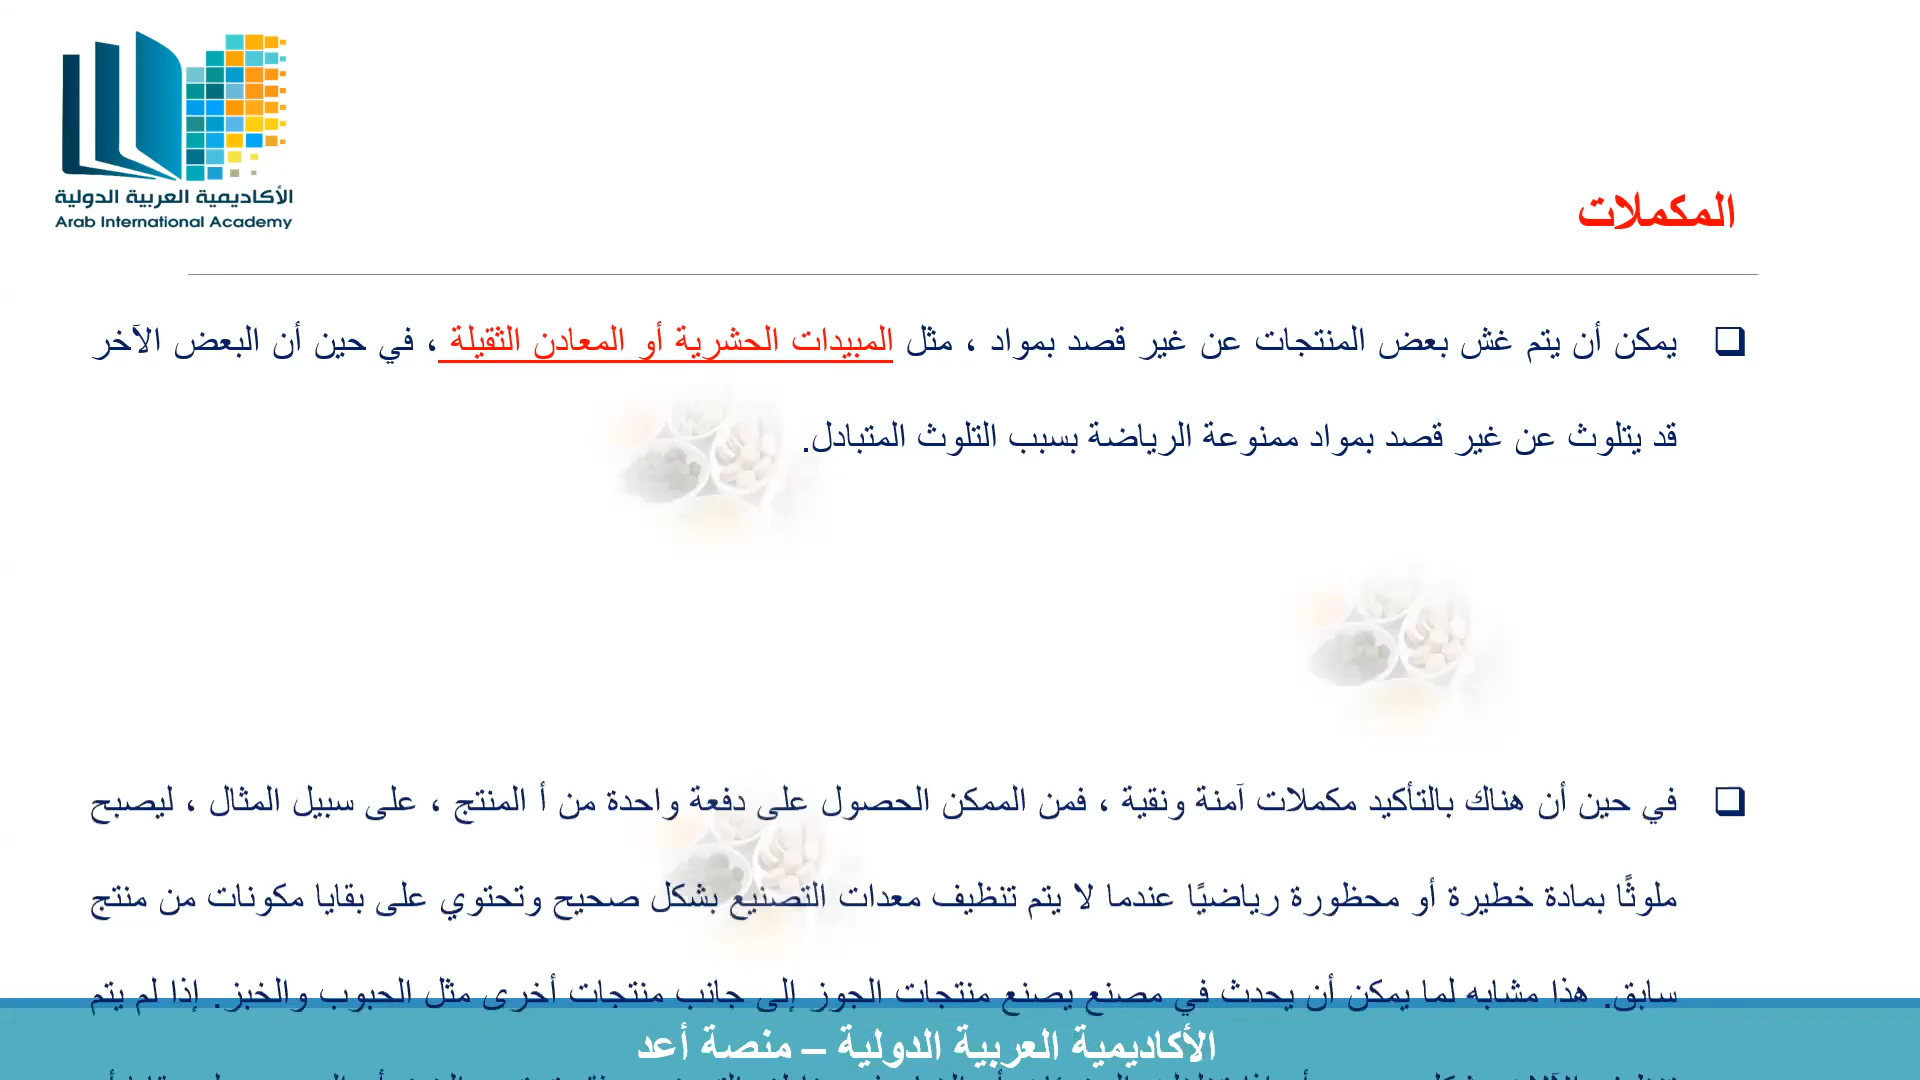 الأكاديمية العربية الدولية
Arab International Academy
المكملات
يمكن أن يتم غش بعض المنتجات عن غير قصد بمواد ، مثل المبيدات الحشرية أو المعادن الثقيلة ، في حين أن البعض الآخر
قد يتلوث عن غير قصد بمواد ممنوعة الرياضة بسبب التلوث المتبادل.
في حين أن هناك بالتأكيد مكملات آمنة ونقية ، فمن الممكن الحصول على دفعة واحدة من أ المنتج ، على سبيل المثال ، ليصبح
ملوثًا بمادة خطيرة أو محظورة رياضيًا عندما لا يتم تنظيف معدات التصنيع بشكل صحيح وتحتوي على بقايا مكونات من منتج
سابق. هذا مشابه لما يمكن أن يحدث في مصنع يصنع منتجات الجوز إلى جانب منتجات أخرى مثل الحبوب والخبز. إذا لم يتم
الأكاديمية العربية الدولية – منصة أعد